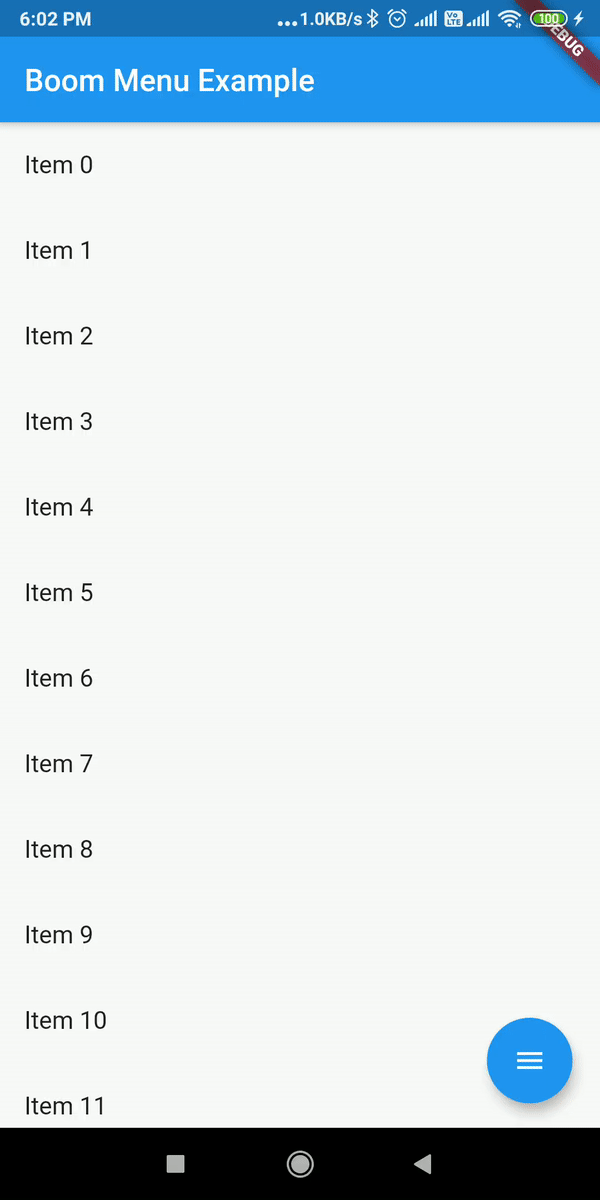 6:02 PM ...1.0KB/s Vo LTE 100
DEBUG
Boom Menu Example
Item 0
Item 1
Item 2
Item 3
Item 4
Item 5
Item 6
Item 7
Item 8
Item 9
Item 10
Item 11